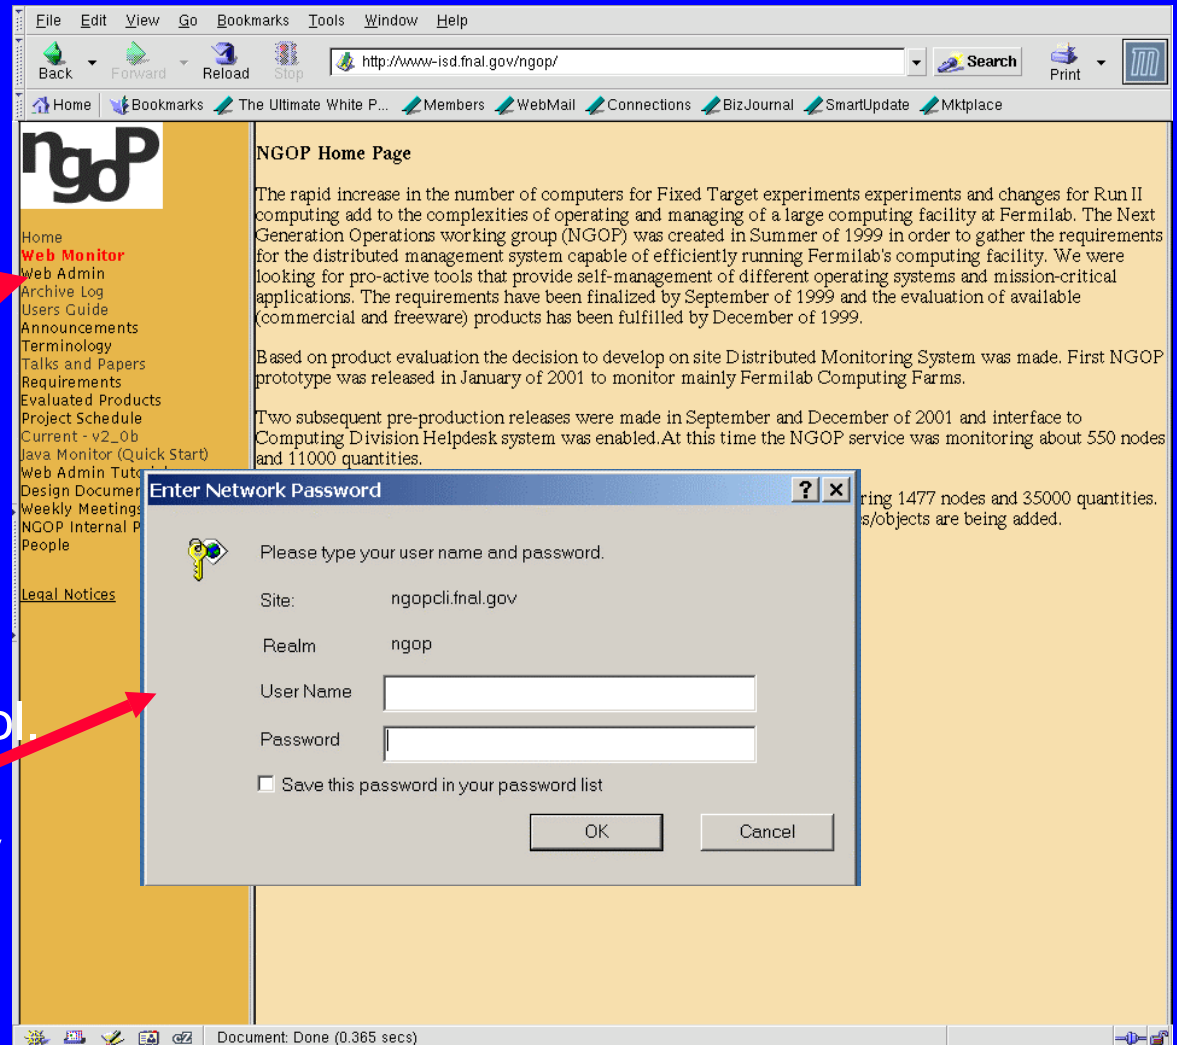 File Edit View Go Bookmarks Tools Window Help
Back Forward Reload Stop http://www-isd.fnal.gov/ngop/ Search Print
Home Bookmarks The Ultimate White P... Members WebMail Connections BizJournal SmartUpdate Mktplace
ngoP
Home
Web Monitor
Web Admin
Archive Log
Users Guide
Announcements
Terminology
Talks and Papers
Requirements
Evaluated Products
Project Schedule
Current - v2_0b
Java Monitor (Quick Start)
Web Admin
Design
Weekly Meetings
NGOP Internal
People
Legal Notices
NGOP Home Page
The rapid increase in the number of computers for Fixed Target experiments experiments and changes for Run II
computing add to the complexities of operating and managing of a large computing facility at Fermilab. The Next
Generation Operations working group (NGOP) was created in Summer of 1999 in order to gather the requirements
for the distributed management system capable of efficiently running Fermilab's computing facility. We were
looking for pro-active tools that provide self-management of different operating systems and mission-critical
applications. The requirements have been finalized by September of 1999 and the evaluation of available
(commercial and freeware) products has been fulfilled by December of 1999.
Based on product evaluation the decision to develop on site Distributed Monitoring System was made. First NGOP
prototype was released in January of 2001 to monitor mainly Fermilab Computing Farms.
Two subsequent pre-production releases were made in September and December of 2001 and interface to
Computing Division Helpdesk system was enabled.At this time the NGOP service was monitoring about 550 nodes
and 11000 quantities.
ring 1477 nodes and 35000 quantities.
s/objects are being added.
Enter Network Password
Please type your user name and password.
Site: ngopcli.fnal.gov
Realm ngop
User Name
Password
Save this password in your password list
OK Cancel
Document: Done (0.365 secs)